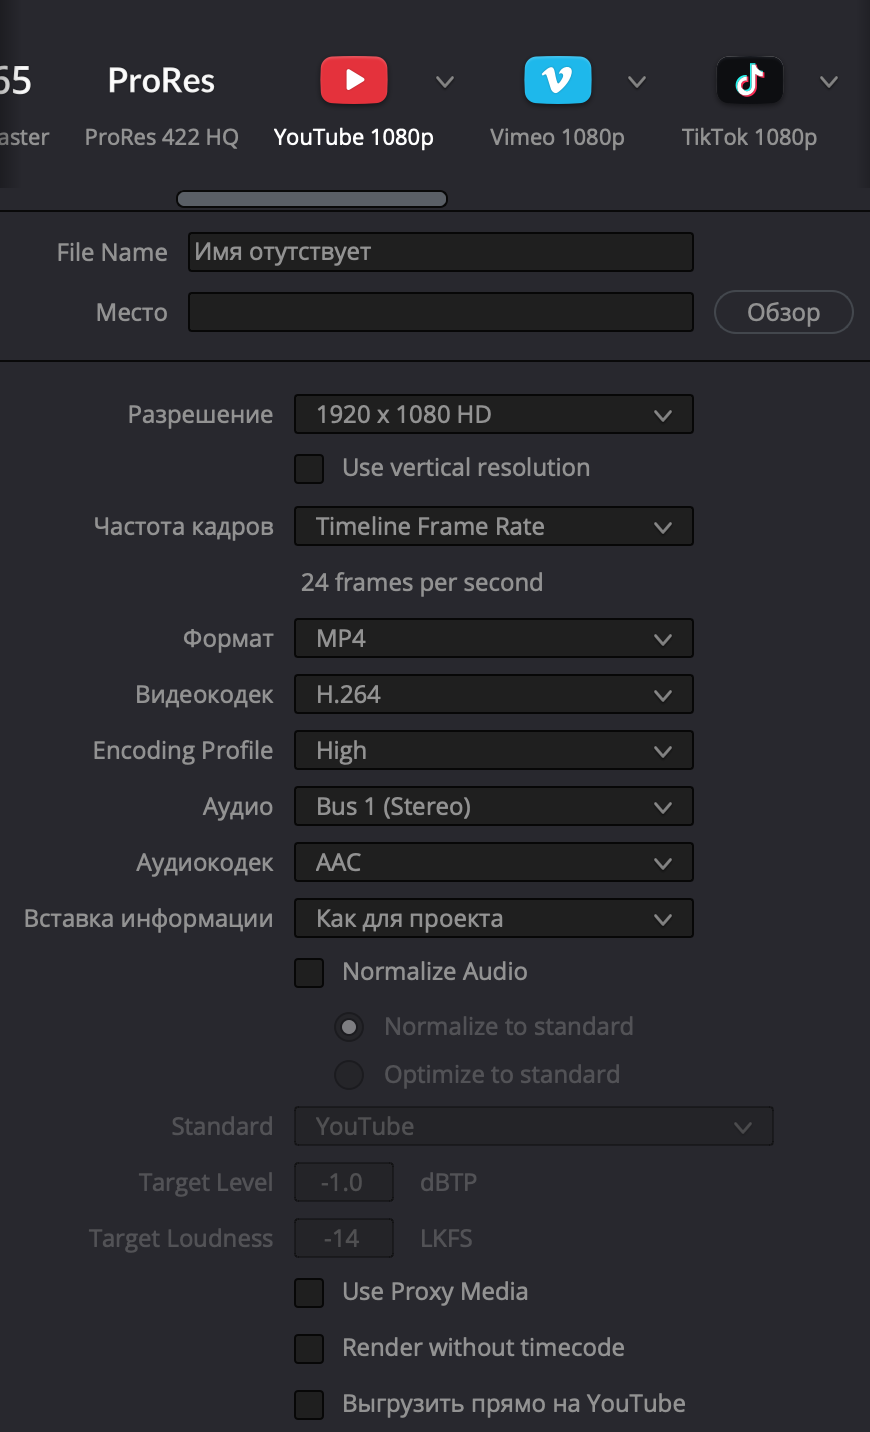 65 ProRes
aster ProRes 422 HQ YouTube 1080p Vimeo 1080p TikTok 1080p
File Name Имя отутствует
Место Обзор
Разрешение 1920 x 1080 HD
Use vertical resolution
Частота кадров Timeline Frame Rate
24 frames per second
Формат MP4
Видеокодек H.264
Encoding Profile High
Аудио Bus 1 (Stereo)
Аудиокодек AAC
Вставка информации Как для проекта
Normalize Audio
Normalize to standard
Optimize to standard
Standard YouTube
Target Level -1.0 dBTP
Target Loudness -14 LKFS
Use Proxy Media
Render without timecode
Выгрузить прямо на YouTube